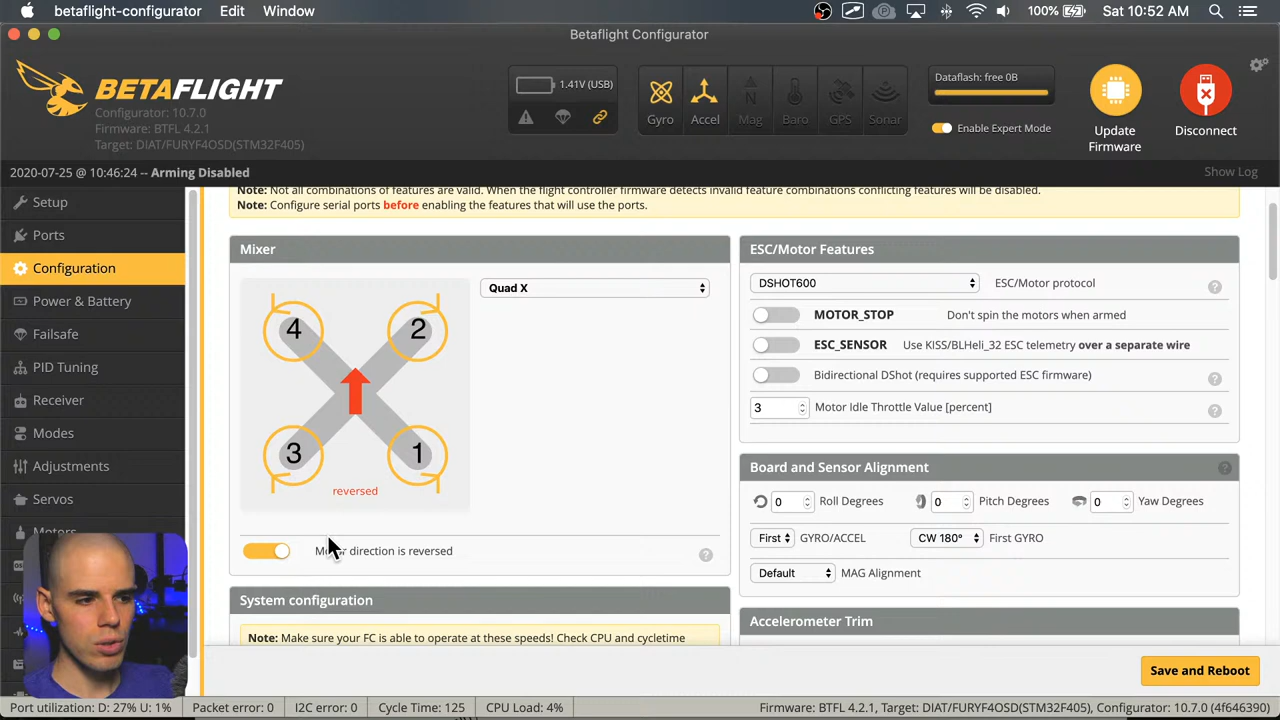 betaflight-configurator Edit Window 100% Sat 10:52 AM
Betaflight Configurator
BETAFLIGHT
Configurator: 10.7.0
Firmware: BTFL 4.2.1
Target: DIAT/FURYF4OSD(STM32F405)
1.41V (USB)
Gyro Accel Mag Baro GPS Sonar
Dataflash: free 0B
Enable Expert Mode
Update
Firmware
Disconnect
2020-07-25 @ 10:46:24 -- Arming Disabled
Show Log
Setup
Ports
Configuration
Power & Battery
Failsafe
PID Tuning
Receiver
Modes
Adjustments
Servos
Motors
Note: Not all combinations of features are valid. When the flight controller firmware detects invalid feature combinations conflicting features will be disabled.
Note: Configure serial ports before enabling the features that will use the ports.
Mixer
Quad X
4 2
3 1
reversed
Motor direction is reversed
System configuration
Note: Make sure your FC is able to operate at these speeds! Check CPU and cycletime
ESC/Motor Features
DSHOT600 ESC/Motor protocol
MOTOR_STOP Don't spin the motors when armed
ESC_SENSOR Use KISS/BLHeli_32 ESC telemetry over a separate wire
Bidirectional DShot (requires supported ESC firmware)
3 Motor Idle Throttle Value [percent]
Board and Sensor Alignment
0 Roll Degrees 0 Pitch Degrees 0 Yaw Degrees
First GYRO/ACCEL CW 180° First GYRO
Default MAG Alignment
Accelerometer Trim
Save and Reboot
Port utilization: D: 27% U: 1% Packet error: 0 I2C error: 0 Cycle Time: 125 CPU Load: 4% Firmware: BTFL 4.2.1, Target: DIAT/FURYF4OSD(STM32F405), Configurator: 10.7.0 (4f646390)